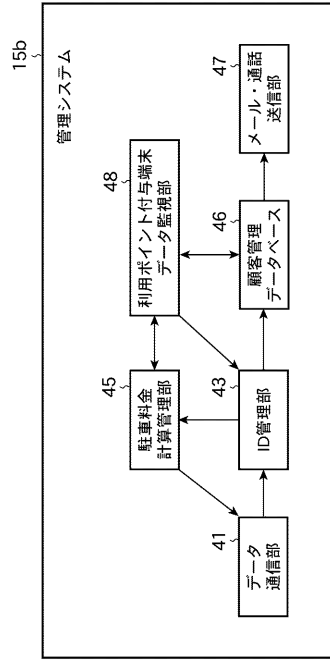 15b
管理システム
45
駐車料金
計算管理部
48
利用ポイント付与端末
データ監視部
41
データ
通信部
43
ID管理部
46
顧客管理
データベース
47
メール・通話
送信部